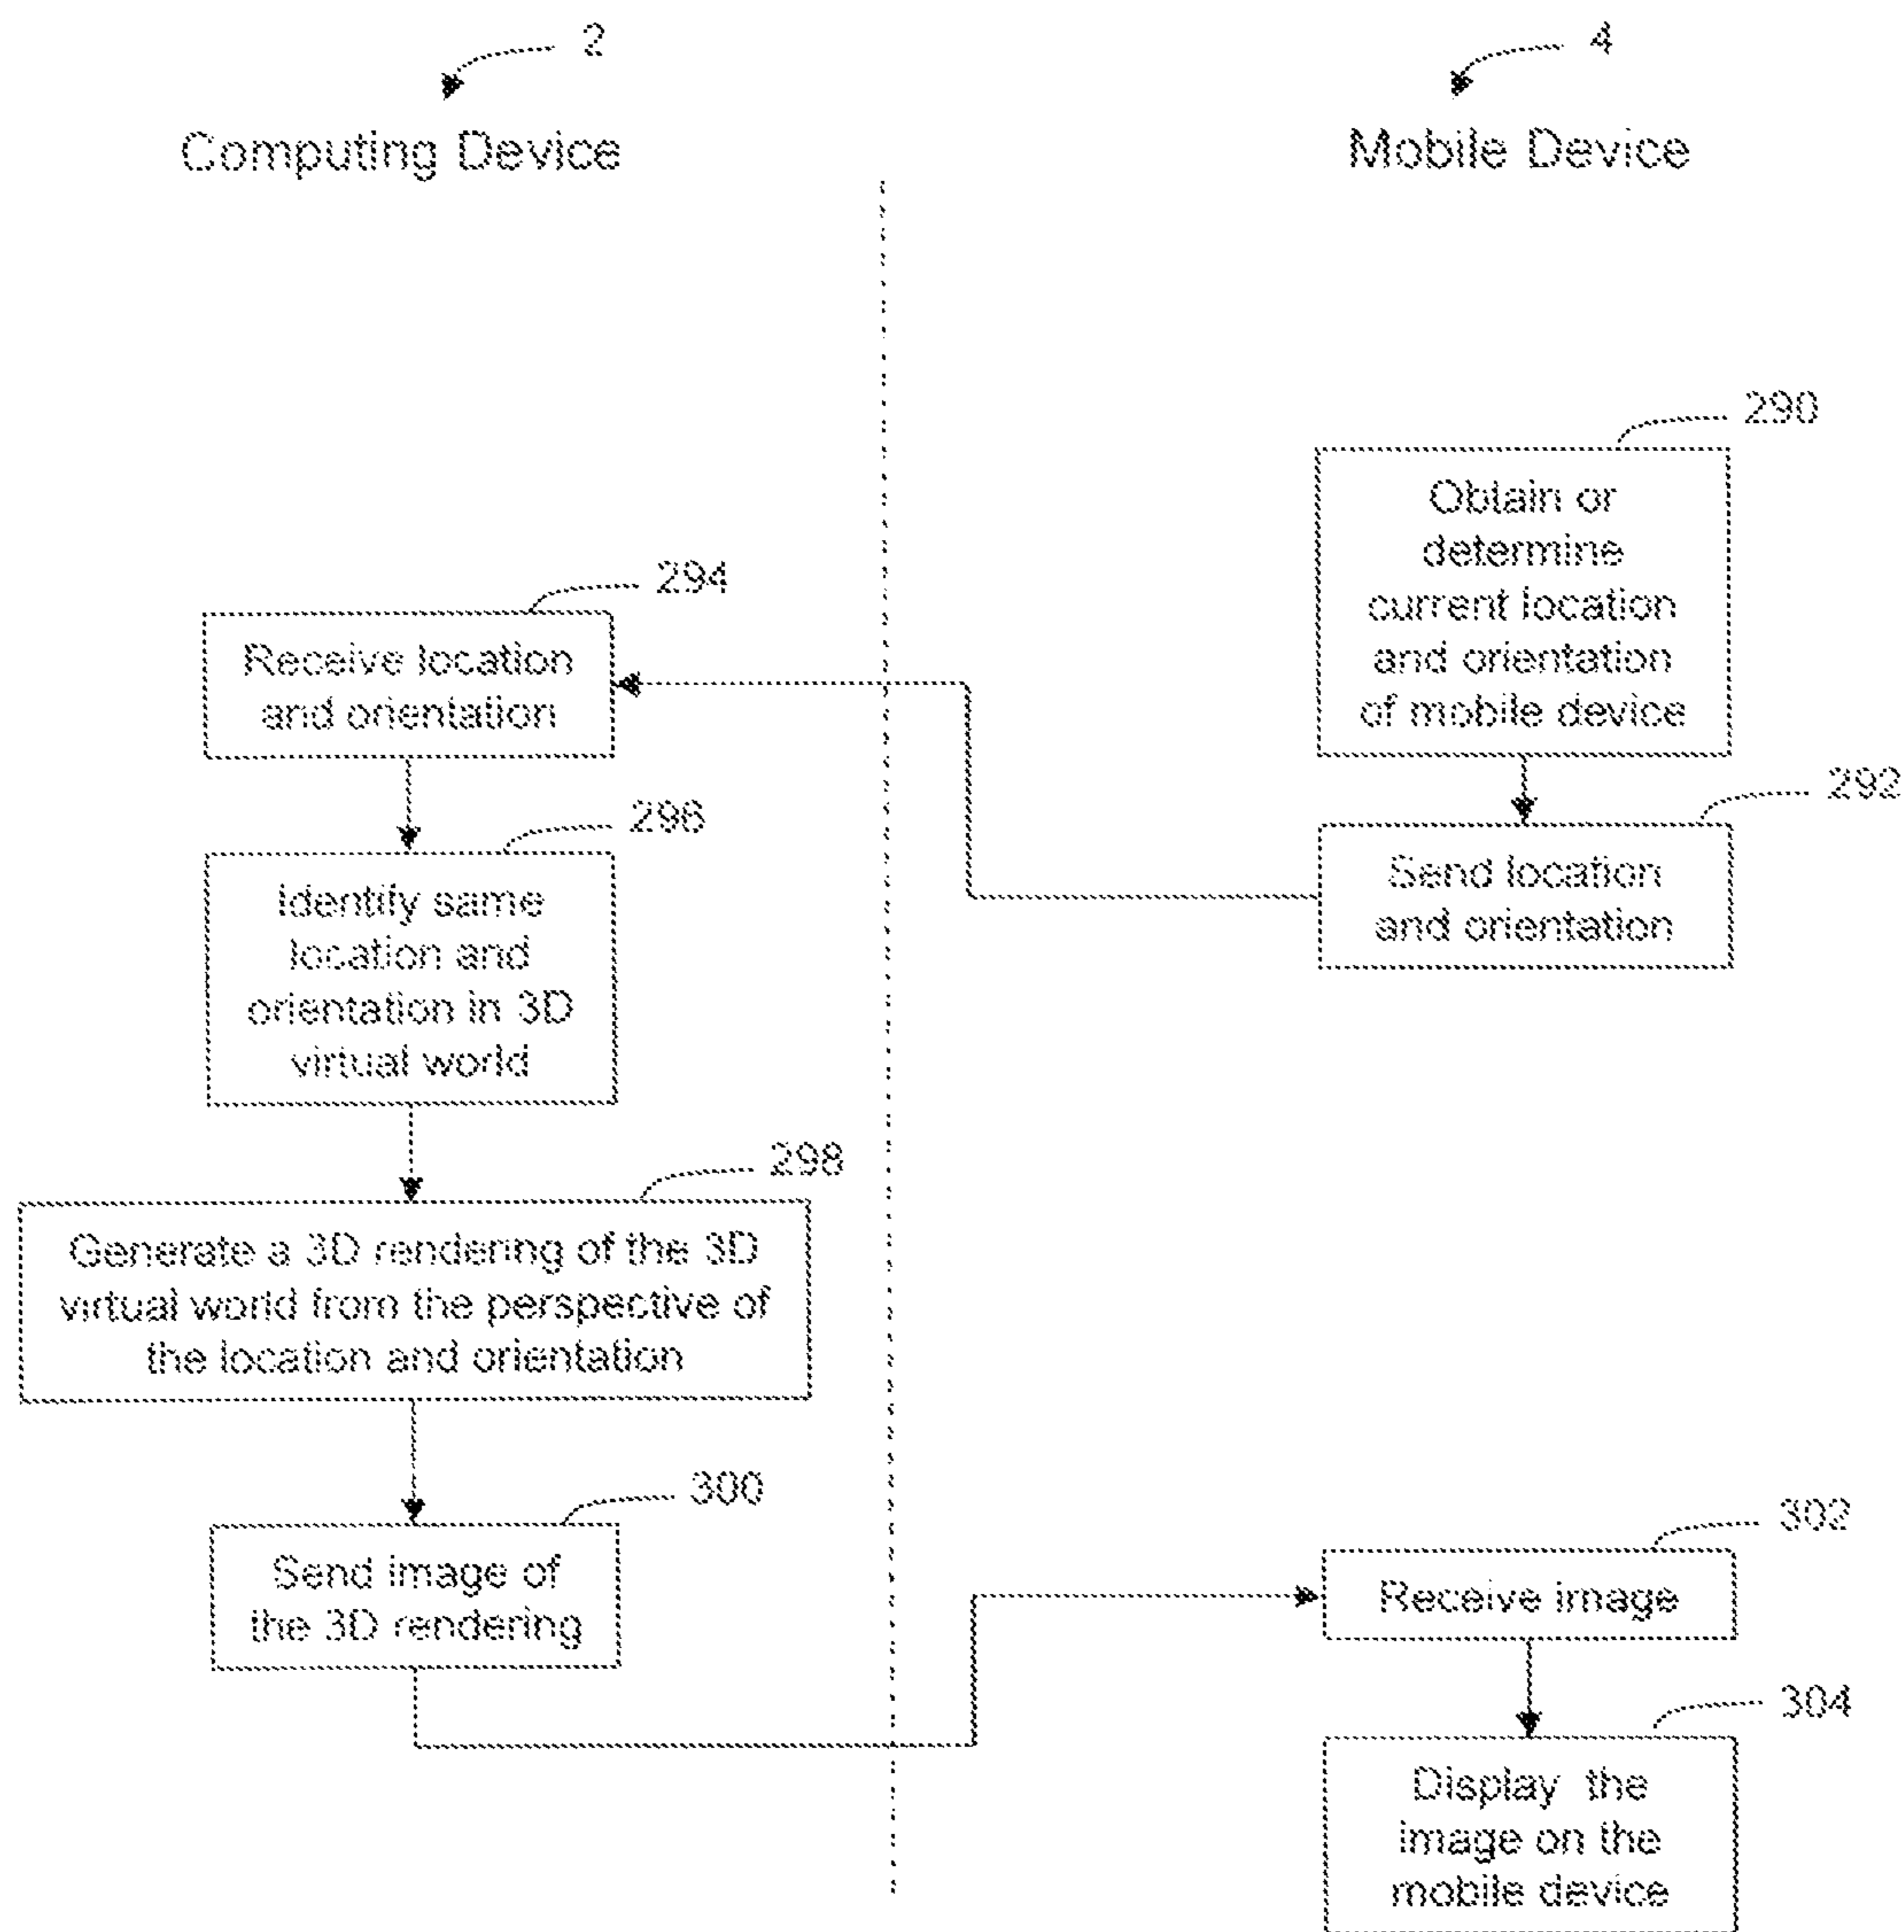 2
Computing Device
4
Mobile Device
290
Obtain or
determine
current location
and orientation
of mobile device
292
Send location
and orientation
294
Receive location
and orientation
296
Identify same
location and
orientation in 3D
virtual world
298
Generate a 3D rendering of the 3D
virtual world from the perspective of
the location and orientation
300
Send image of
the 3D rendering
302
Receive image
304
Display the
image on the
mobile device